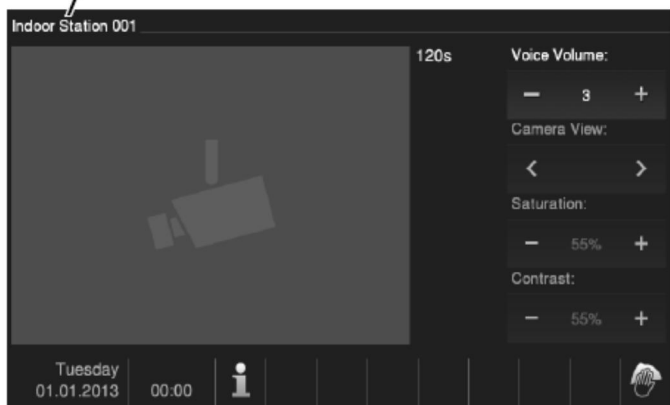 Indoor Station 001
120s
Voice Volume:
− 3 +
Camera View:
< >
Saturation:
− 55% +
Contrast:
− 55% +
Tuesday
01.01.2013 00:00
i